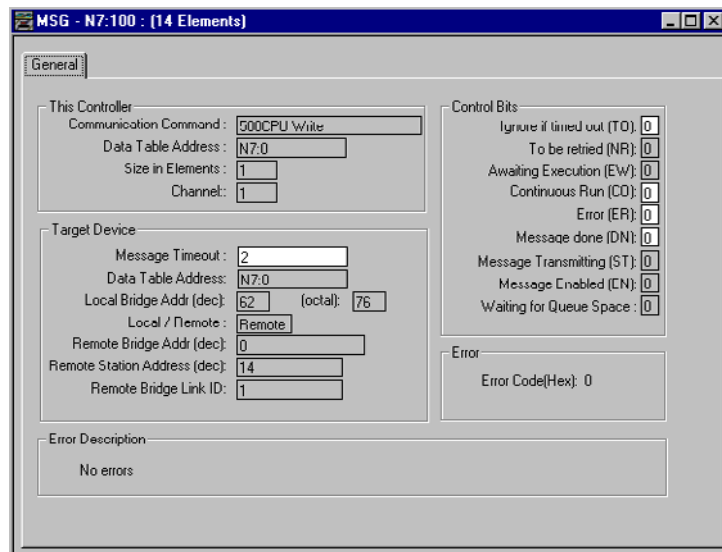 MSG - N7:100 : (14 Elements)
General
This Controller
Communication Command : 500CPU Write
Data Table Address : N7:0
Size in Elements : 1
Channel:: 1
Target Device
Message Timeout : 2
Data Table Address: N7:0
Local Bridge Addr (dec): 62 (octal): 76
Local / Remote : Remote
Remote Bridge Addr (dec): 0
Remote Station Address (dec): 14
Remote Bridge Link ID: 1
Control Bits
Ignore if timed out (TO): 0
To be retried (NR): 0
Awaiting Execution (EW): 0
Continuous Run (CO): 0
Error (ER): 0
Message done (DN): 0
Message Transmitting (ST): 0
Message Enabled (EN): 0
Waiting for Queue Space : 0
Error
Error Code(Hex): 0
Error Description
No errors